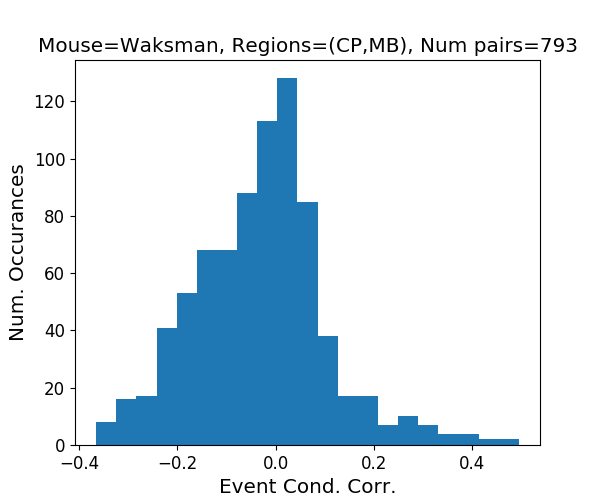 Mouse=Waksman, Regions=(CP,MB), Num pairs=793
Num. Occurances
120
100
80
60
40
20
0
−0.4 −0.2 0.0 0.2 0.4
Event Cond. Corr.